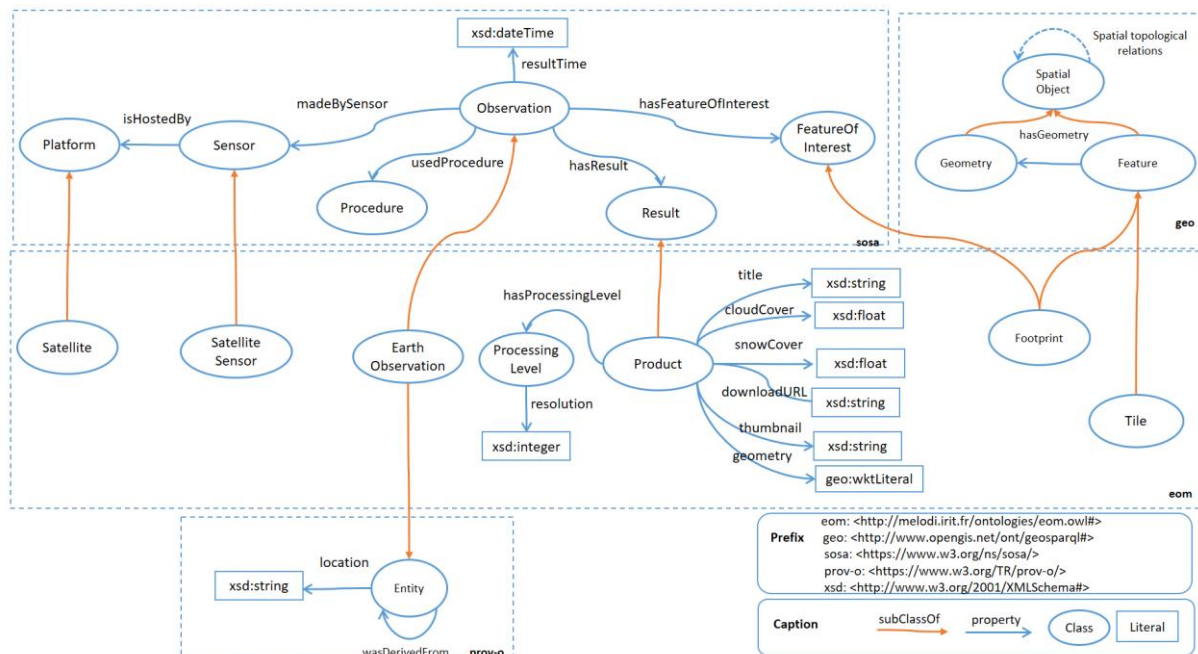 xsd:dateTime
resultTime
Observation
madeBySensor
hasFeatureOfInterest
isHostedBy
Platform
Sensor
FeatureOf
Interest
usedProcedure
hasResult
Procedure
Result
sosa
Spatial topological
relations
Spatial
Object
hasGeometry
Geometry
Feature
geo
title
xsd:string
hasProcessingLevel
cloudCover
xsd:float
Satellite
Satellite
Sensor
Earth
Observation
Processing
Level
Product
snowCover
xsd:float
Footprint
downloadURL
xsd:string
resolution
thumbnail
xsd:string
Tile
xsd:integer
geometry
geo:wktLiteral
eom
location
xsd:string
Entity
wasDerivedFrom
prov-o
Prefix
eom: <http://melodi.irit.fr/ontologies/eom.owl#>
geo: <http://www.opengis.net/ont/geosparql#>
sosa: <https://www.w3.org/ns/sosa/>
prov-o: <https://www.w3.org/TR/prov-o/>
xsd: <http://www.w3.org/2001/XMLSchema#>
Caption
subClassOf
property
Class
Literal